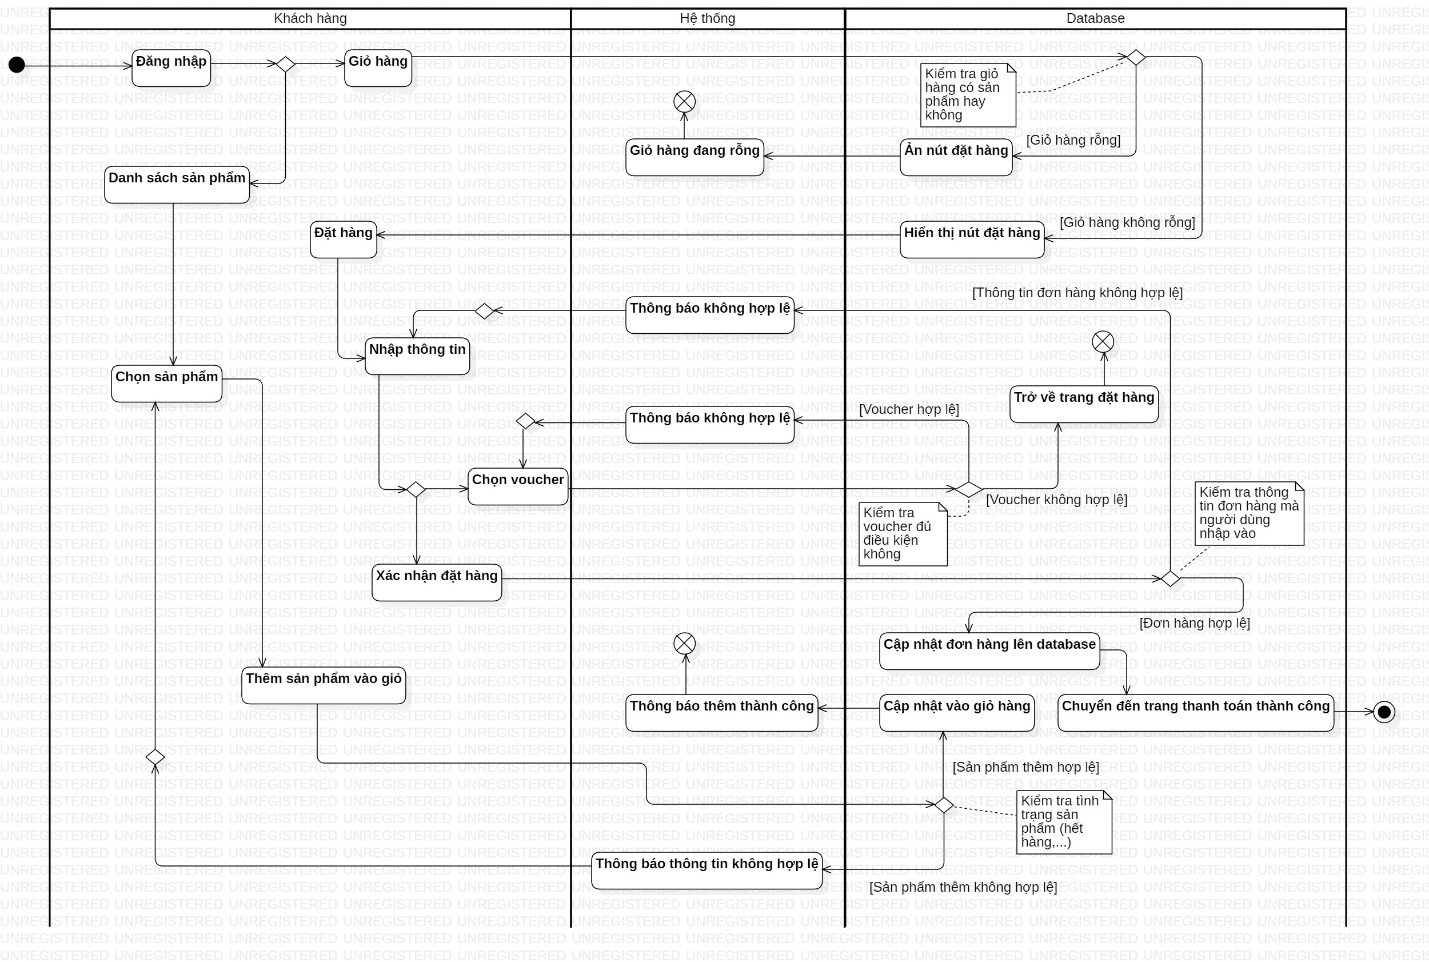 Khách hàng
Hệ thống
Database
Đăng nhập
Giỏ hàng
Kiểm tra giỏ
hàng có sán
phẩm hay
không
Giỏ hàng đang rỗng
Ẩn nút đặt hàng
[Giỏ hàng rỗng]
Danh sách sản phẩm
Đặt hàng
Hiển thị nút đặt hàng
[Giỏ hàng không rỗng]
Thông báo không hợp lệ
[Thông tin đơn hàng không hợp lệ]
Nhập thông tin
Chọn sản phẩm
Trở về trang đặt hàng
Thông báo không hợp lệ
[Voucher hợp lệ]
Chọn voucher
[Voucher không hợp lệ]
Kiểm tra
voucher đủ
điều kiện
không
Kiểm tra thông
tin đơn hàng mà
người dùng
nhập vào
Xác nhận đặt hàng
[Đơn hàng hợp lệ]
Cập nhật đơn hàng lên database
Thêm sản phẩm vào giỏ
Thông báo thêm thành công
Cập nhật vào giỏ hàng
Chuyển đến trang thanh toán thành công
[Sản phẩm thêm hợp lệ]
Kiểm tra tình
trạng sản
phẩm (hết
hàng,...)
Thông báo thông tin không hợp lệ
[Sản phẩm thêm không hợp lệ]
UNREGISTERED